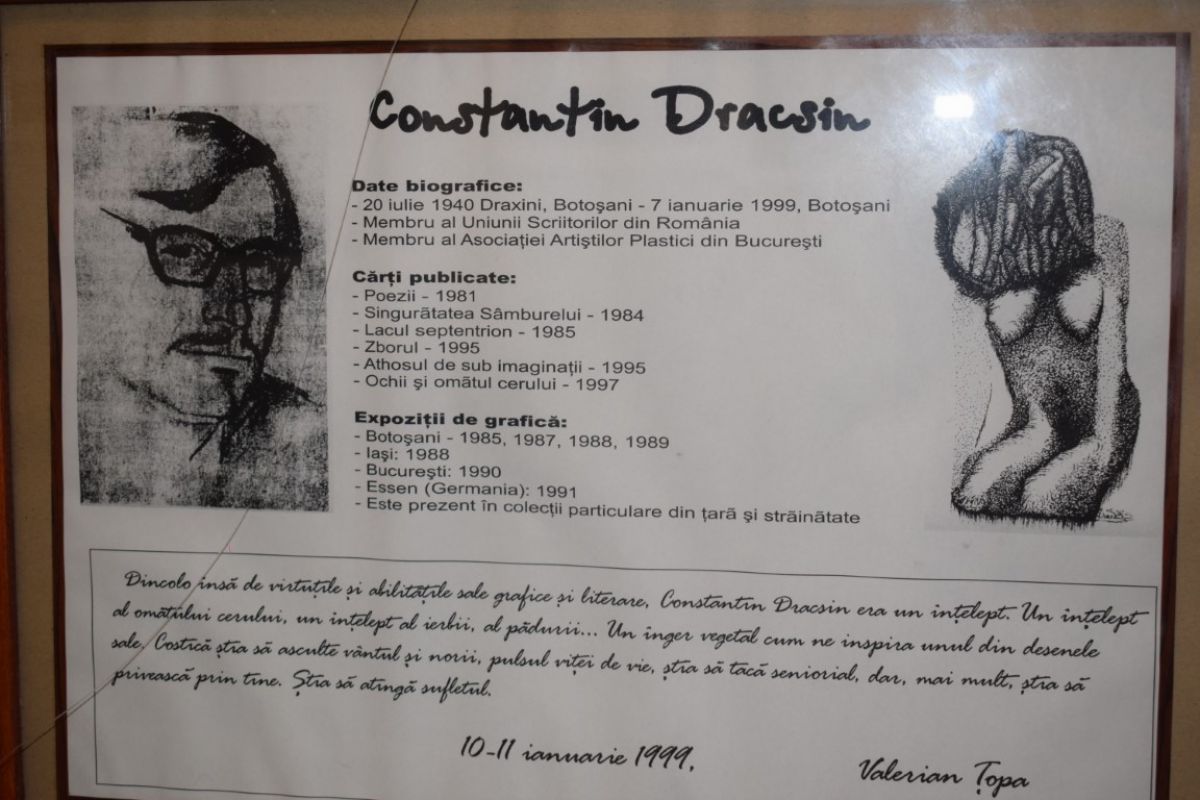 Constantin Dracsin
Date biografice:
- 20 iulie 1940 Draxini, Botoşani - 7 ianuarie 1999, Botoşani
- Membru al Uniunii Scriitorilor din România
- Membru al Asociaţiei Artiştilor Plastici din Bucureşti
Cărţi publicate:
- Poezii - 1981
- Singurătatea Sâmburelui - 1984
- Lacul septentrion - 1985
- Zborul - 1995
- Athosul de sub imaginaţii - 1995
- Ochii şi omătul cerului - 1997
Expoziţii de grafică:
- Botoşani - 1985, 1987, 1988, 1989
- Iaşi: 1988
- Bucureşti: 1990
- Essen (Germania): 1991
- Este prezent în colecţii particulare din ţară şi străinătate
Dincolo însă de virtuţile şi abilităţile sale grafice şi literare, Constantin Dracsin era un înţelept. Un înţelept
al omătului cerului, un înţelept al ierbii, al pădurii... Un înger vegetal cum ne inspira unul din desenele
sale. Costică ştia să asculte vântul şi norii, pulsul viţei de vie, ştia să tacă seniorial, dar, mai mult, ştia să
privească prin tine. Ştia să atingă sufletul.
10-11 ianuarie 1999.
Valerian Ţopa